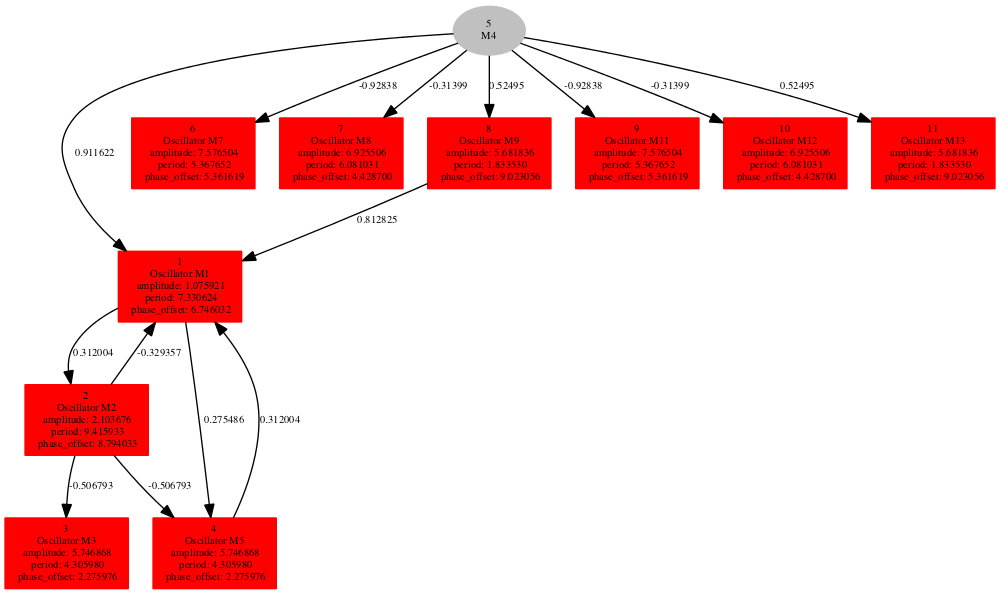 5
M4
-0.92838
-0.31399
0.52495
-0.92838
-0.31399
0.52495
0.911622
6
Oscillator M7
amplitude: 7.576504
period: 5.367652
phase_offset: 5.361619
7
Oscillator M8
amplitude: 6.925506
period: 6.081031
phase_offset: 4.428700
8
Oscillator M9
amplitude: 5.681836
period: 1.833530
phase_offset: 9.023056
9
Oscillator M11
amplitude: 7.576504
period: 5.367652
phase_offset: 5.361619
10
Oscillator M12
amplitude: 6.925506
period: 6.081031
phase_offset: 4.428700
11
Oscillator M13
amplitude: 5.681836
period: 1.833530
phase_offset: 9.023056
0.812825
1
Oscillator M1
amplitude: 1.075921
period: 7.330624
phase_offset: 6.746032
0.312004
-0.329357
0.275486
0.312004
2
Oscillator M2
amplitude: 2.103676
period: 9.415933
phase_offset: 8.794033
-0.506793
-0.506793
3
Oscillator M3
amplitude: 5.746868
period: 4.305980
phase_offset: 2.275976
4
Oscillator M5
amplitude: 5.746868
period: 4.305980
phase_offset: 2.275976